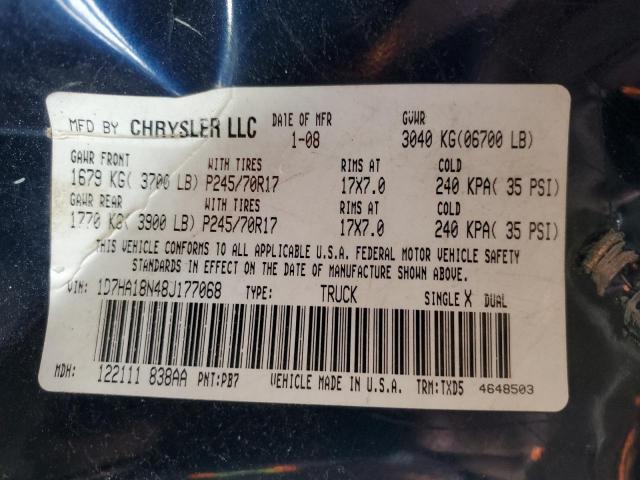 MFD BY CHRYSLER LLC DATE OF MFR GVWR
1-08 3040 KG(06700 LB)
GAWR FRONT WITH TIRES RIMS AT COLD
1679 KG( 3700 LB) P245/70R17 17X7.0 240 KPA( 35 PSI)
GAWR REAR WITH TIRES RIMS AT COLD
1770 KG( 3900 LB) P245/70R17 17X7.0 240 KPA( 35 PSI)
THIS VEHICLE CONFORMS TO ALL APPLICABLE U.S.A. FEDERAL MOTOR VEHICLE SAFETY
STANDARDS IN EFFECT ON THE DATE OF MANUFACTURE SHOWN ABOVE.
VIN: 1D7HA18N48J177068 TYPE: TRUCK SINGLE X DUAL
MDH: 122111 838AA PNT:PB7 VEHICLE MADE IN U.S.A. TRM:TXD5 4648503